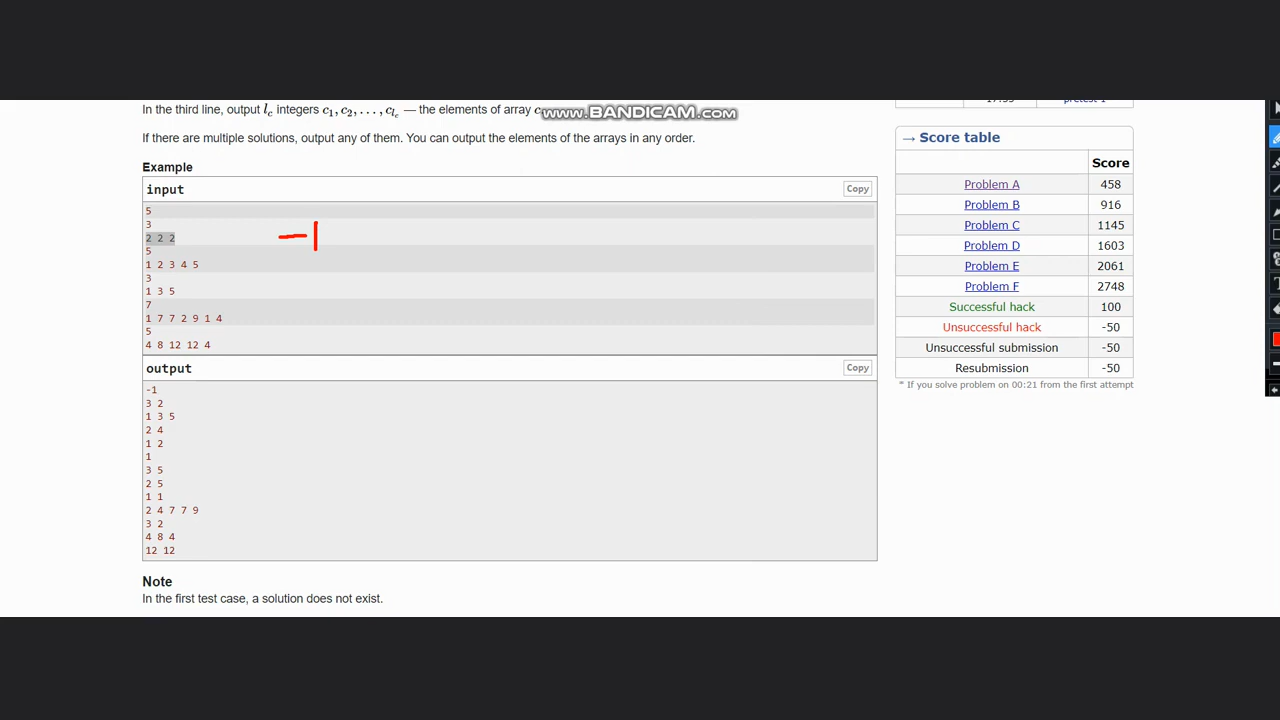 In the third line, output l_c integers c_1, c_2, . . . , c_{l_c} — the elements of array c
www.BANDICAM.com
If there are multiple solutions, output any of them. You can output the elements of the arrays in any order.
Example
input
Copy
5
3
2 2 2
-1
5
1 2 3 4 5
3
1 3 5
7
1 7 7 2 9 1 4
5
4 8 12 12 4
output
Copy
-1
3 2
1 3 5
2 4
1 2
1
3 5
2 5
1 1
2 4 7 7 9
3 2
4 8 4
12 12
Note
In the first test case, a solution does not exist.
→ Score table
Score
Problem A 458
Problem B 916
Problem C 1145
Problem D 1603
Problem E 2061
Problem F 2748
Successful hack 100
Unsuccessful hack -50
Unsuccessful submission -50
Resubmission -50
* If you solve problem on 00:21 from the first attempt